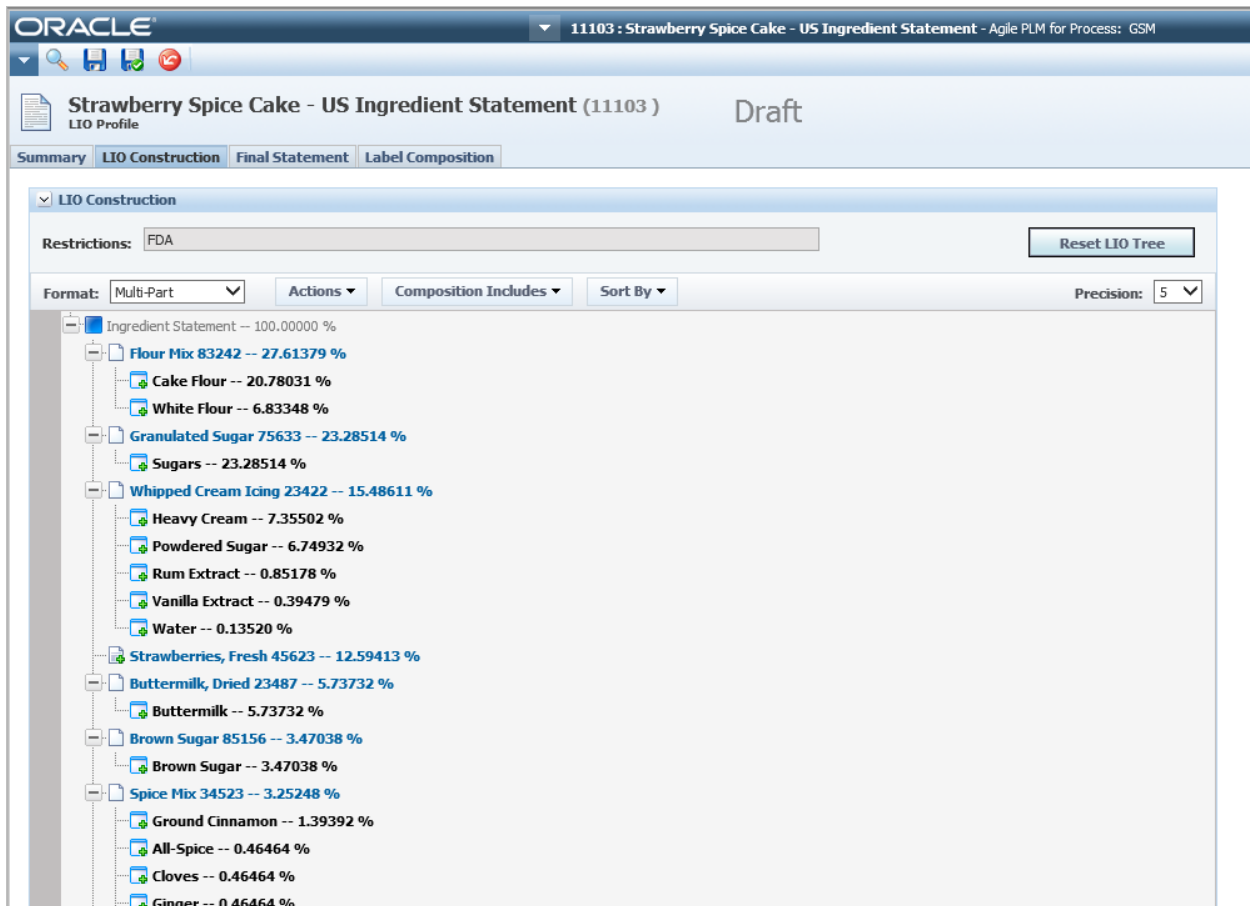 ORACLE
11103 : Strawberry Spice Cake - US Ingredient Statement - Agile PLM for Process: GSM
Strawberry Spice Cake - US Ingredient Statement (11103 )
Draft
LIO Profile
Summary LIO Construction Final Statement Label Composition
LIO Construction
Restrictions: FDA
Reset LIO Tree
Format: Multi-Part Actions Composition Includes Sort By Precision: 5
Ingredient Statement -- 100.00000 %
Flour Mix 83242 -- 27.61379 %
Cake Flour -- 20.78031 %
White Flour -- 6.83348 %
Granulated Sugar 75633 -- 23.28514 %
Sugars -- 23.28514 %
Whipped Cream Icing 23422 -- 15.48611 %
Heavy Cream -- 7.35502 %
Powdered Sugar -- 6.74932 %
Rum Extract -- 0.85178 %
Vanilla Extract -- 0.39479 %
Water -- 0.13520 %
Strawberries, Fresh 45623 -- 12.59413 %
Buttermilk, Dried 23487 -- 5.73732 %
Buttermilk -- 5.73732 %
Brown Sugar 85156 -- 3.47038 %
Brown Sugar -- 3.47038 %
Spice Mix 34523 -- 3.25248 %
Ground Cinnamon -- 1.39392 %
All-Spice -- 0.46464 %
Cloves -- 0.46464 %
Ginger -- 0.46464 %